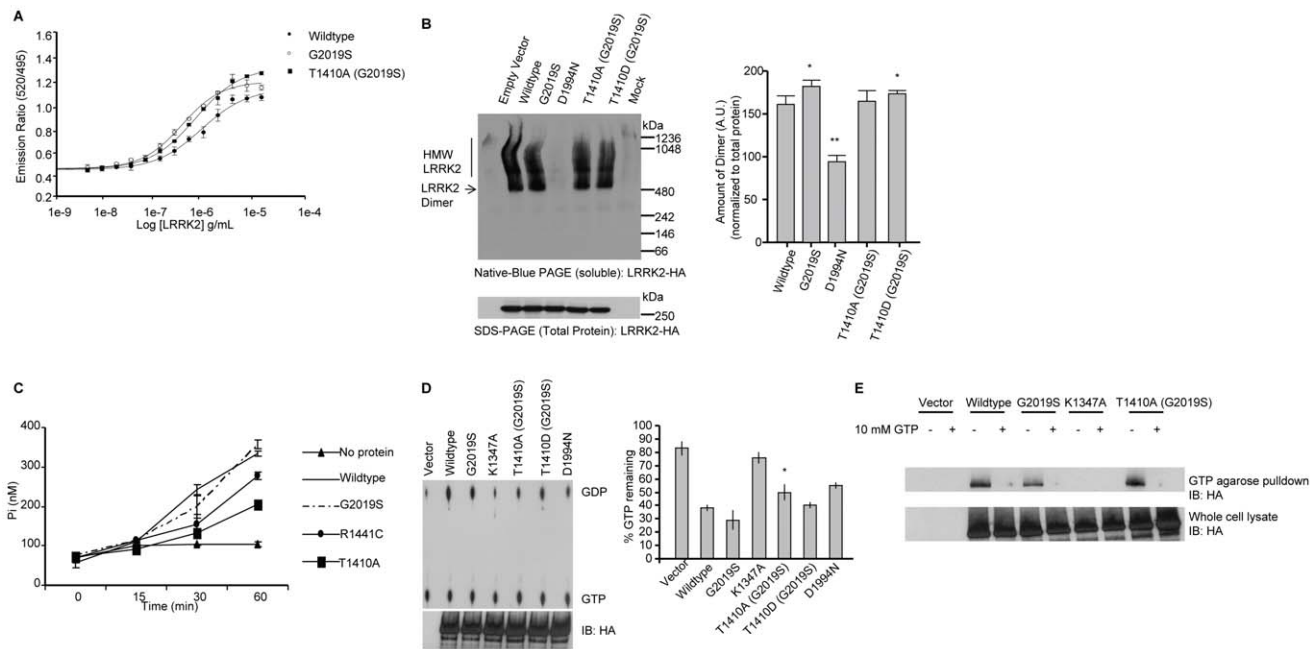 A
Emission Ratio (520/495)
1.6
1.4
1.2
1.0
0.8
0.6
0.4
0.2
1e-9
1e-8
1e-7
1e-6
1e-5
1e-4
Log [LRRK2] g/mL
Wildtype
G2019S
T1410A (G2019S)
B
Empty Vector
Wildtype
G2019S
D1994N
T1410A (G2019S)
T1410D (G2019S)
Mock
kDa
1236
1048
480
242
146
66
HMW
LRRK2
LRRK2
Dimer
Native-Blue PAGE (soluble): LRRK2-HA
kDa
250
SDS-PAGE (Total Protein): LRRK2-HA
Amount of Dimer (A.U.)
(normalized to total protein)
200
150
100
50
0
*
**
*
Wildtype
G2019S
D1994N
T1410A (G2019S)
T1410D (G2019S)
C
Pi (nM)
400
300
200
100
0
0
15
30
60
Time (min)
No protein
Wildtype
G2019S
R1441C
T1410A
D
Vector
Wildtype
G2019S
K1347A
T1410A (G2019S)
T1410D (G2019S)
D1994N
GDP
GTP
IB: HA
% GTP remaining
90
80
70
60
50
40
30
20
10
0
*
Vector
Wildtype
G2019S
K1347A
T1410A (G2019S)
T1410D (G2019S)
D1994N
E
Vector
Wildtype
G2019S
K1347A
T1410A (G2019S)
10 mM GTP
- + - + - + - + - +
GTP agarose pulldown
IB: HA
Whole cell lysate
IB: HA